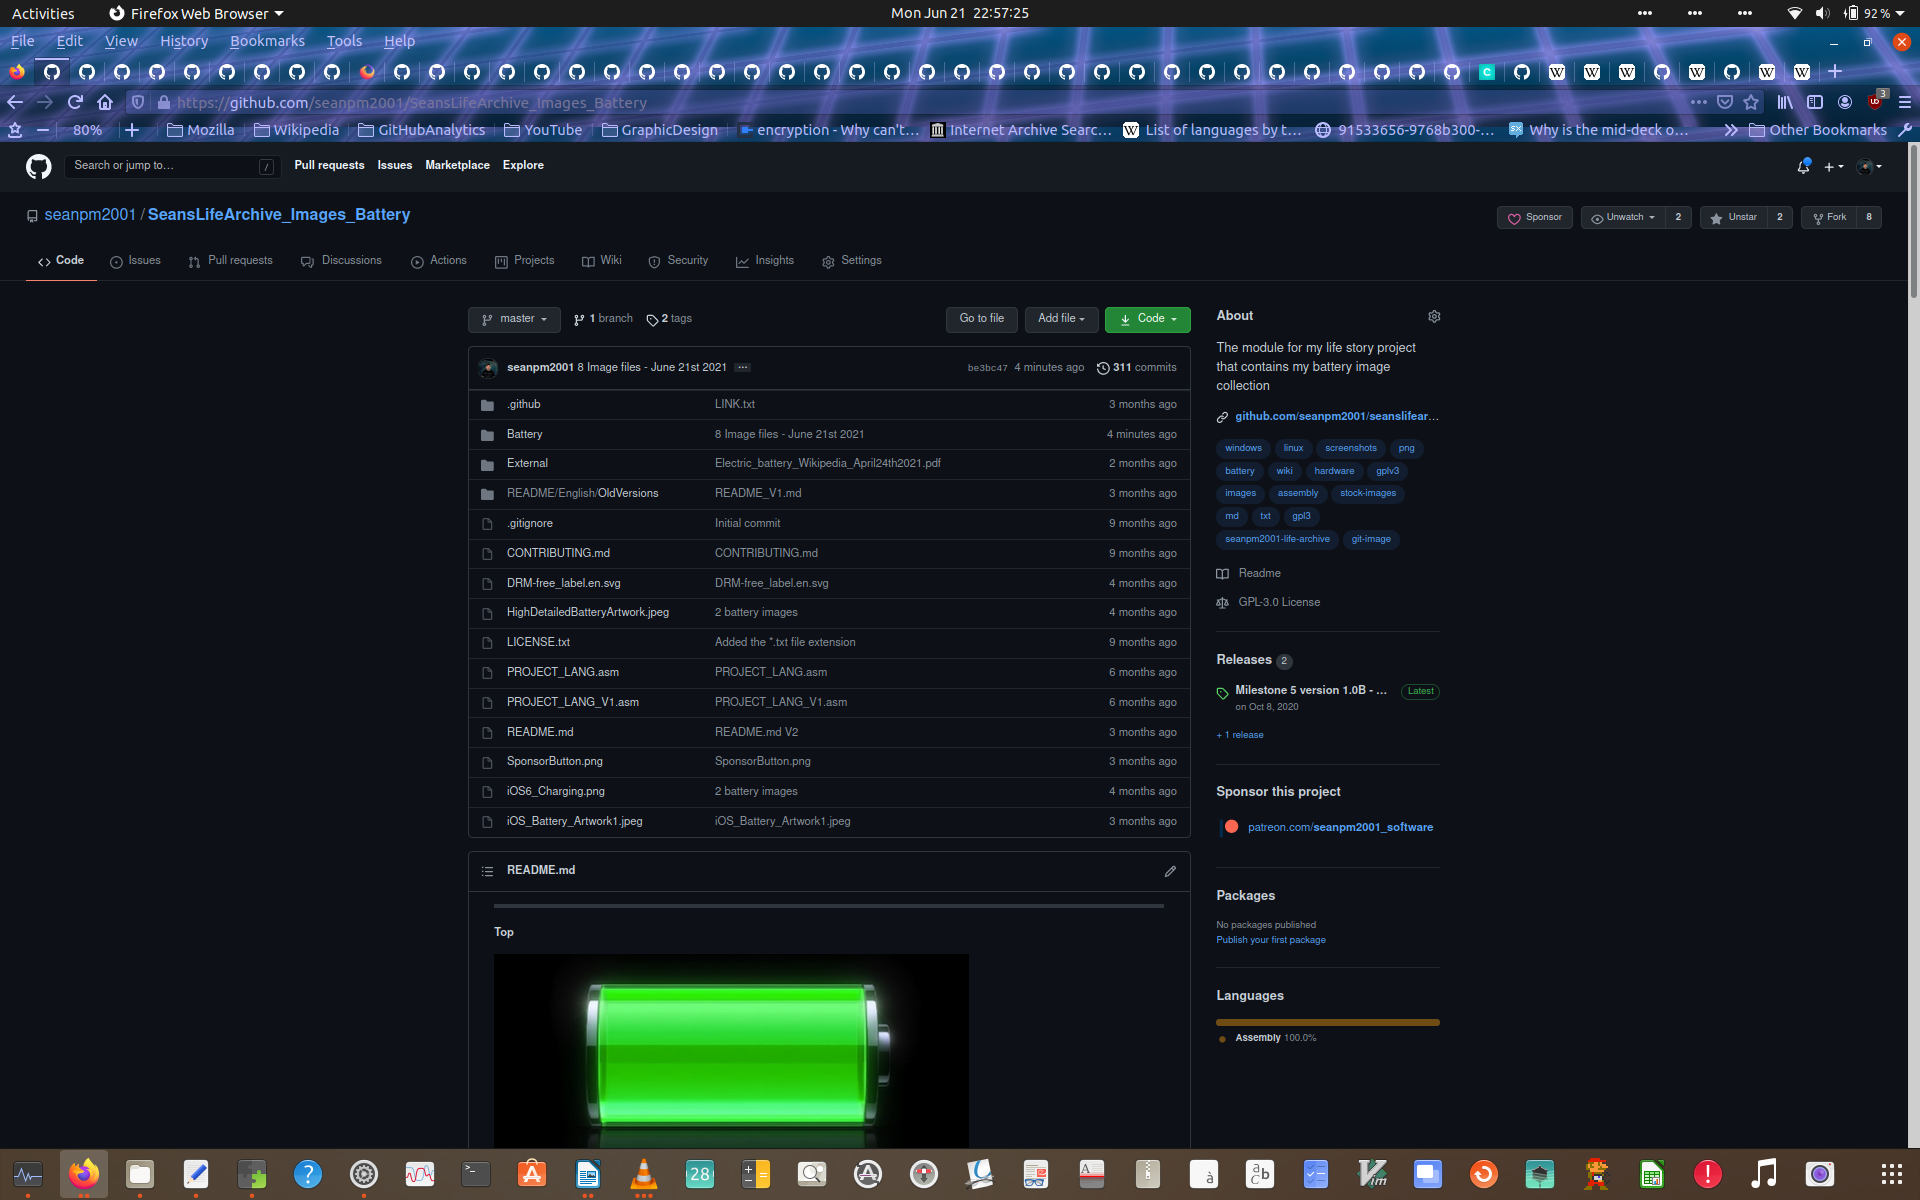 Activities Firefox Web Browser Mon Jun 21 22:57:25 92 %
File Edit View History Bookmarks Tools Help
https://github.com/seanpm2001/SeansLifeArchive_Images_Battery 3
80% Mozilla Wikipedia GitHubAnalytics YouTube GraphicDesign encryption - Why can't… Internet Archive Searc… List of languages by t… 91533656-9768b300-… Why is the mid-deck o… Other Bookmarks
Search or jump to… / Pull requests Issues Marketplace Explore
seanpm2001 / SeansLifeArchive_Images_Battery Sponsor Unwatch 2 Unstar 2 Fork 8
Code Issues Pull requests Discussions Actions Projects Wiki Security Insights Settings
master 1 branch 2 tags Go to file Add file Code
seanpm2001 8 Image files - June 21st 2021 ... be3bc47 4 minutes ago 311 commits
.github LINK.txt 3 months ago
Battery 8 Image files - June 21st 2021 4 minutes ago
External Electric_battery_Wikipedia_April24th2021.pdf 2 months ago
README/English/OldVersions README_V1.md 3 months ago
.gitignore Initial commit 9 months ago
CONTRIBUTING.md CONTRIBUTING.md 9 months ago
DRM-free_label.en.svg DRM-free_label.en.svg 4 months ago
HighDetailedBatteryArtwork.jpeg 2 battery images 4 months ago
LICENSE.txt Added the *.txt file extension 9 months ago
PROJECT_LANG.asm PROJECT_LANG.asm 6 months ago
PROJECT_LANG_V1.asm PROJECT_LANG_V1.asm 6 months ago
README.md README.md V2 3 months ago
SponsorButton.png SponsorButton.png 3 months ago
iOS6_Charging.png 2 battery images 4 months ago
iOS_Battery_Artwork1.jpeg iOS_Battery_Artwork1.jpeg 3 months ago
README.md
Top
About
The module for my life story project
that contains my battery image
collection
github.com/seanpm2001/seanslifear…
windows linux screenshots png
battery wiki hardware gplv3
images assembly stock-images
md txt gpl3
seanpm2001-life-archive git-image
Readme
GPL-3.0 License
Releases 2
Milestone 5 version 1.0B - … Latest
on Oct 8, 2020
+ 1 release
Sponsor this project
patreon.com/seanpm2001_software
Packages
No packages published
Publish your first package
Languages
Assembly 100.0%